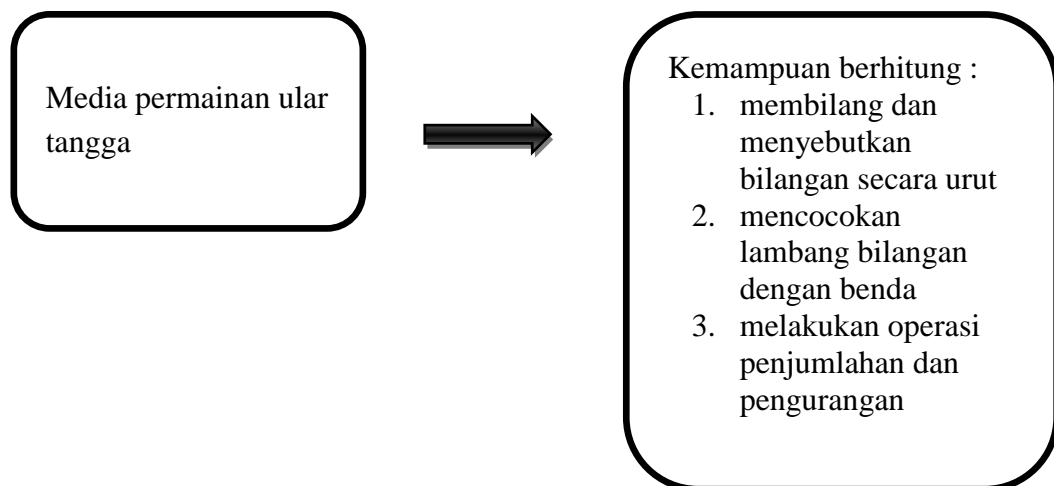 Media permainan ular
tangga
Kemampuan berhitung :
1. membilang dan
menyebutkan
bilangan secara urut
2. mencocokan
lambang bilangan
dengan benda
3. melakukan operasi
penjumlahan dan
pengurangan